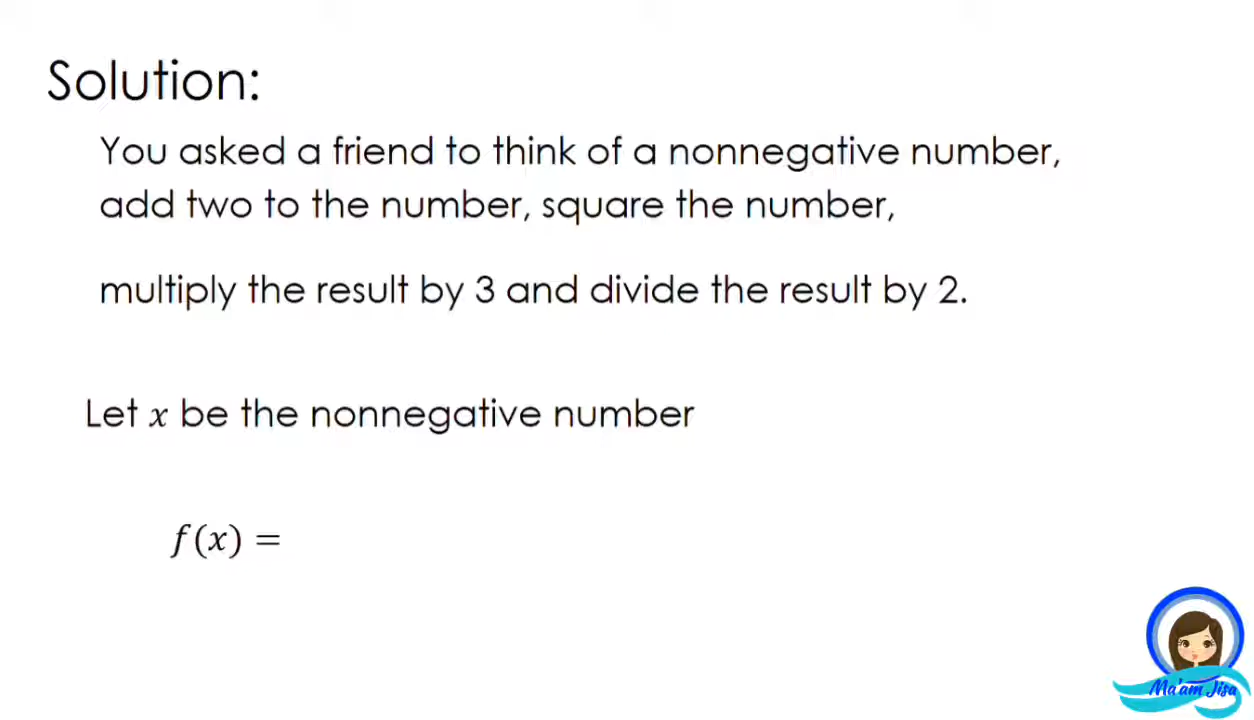 Solution:
You asked a friend to think of a nonnegative number,
add two to the number, square the number,
multiply the result by 3 and divide the result by 2.
Let x be the nonnegative number
f(x) =
Ma'am Jisa